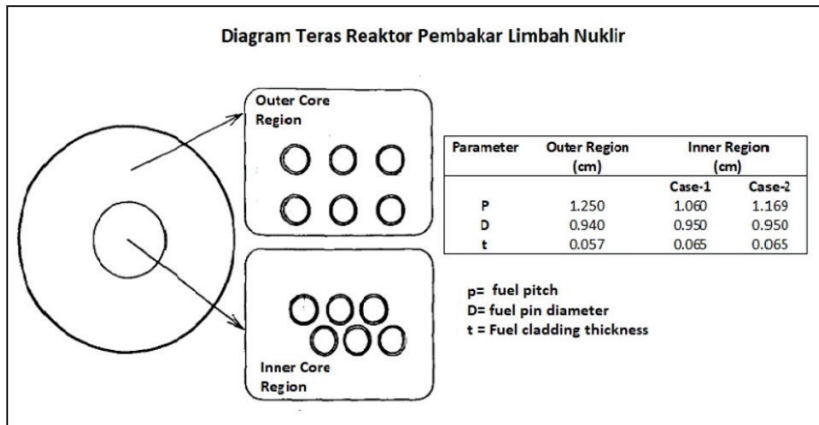 Diagram Teras Reaktor Pembakar Limbah Nuklir
Outer Core
Region
Inner Core
Region
Parameter Outer Region Inner Region
(cm) (cm)
Case-1 Case-2
P 1.250 1.060 1.169
D 0.940 0.950 0.950
t 0.057 0.065 0.065
p= fuel pitch
D= fuel pin diameter
t = Fuel cladding thickness